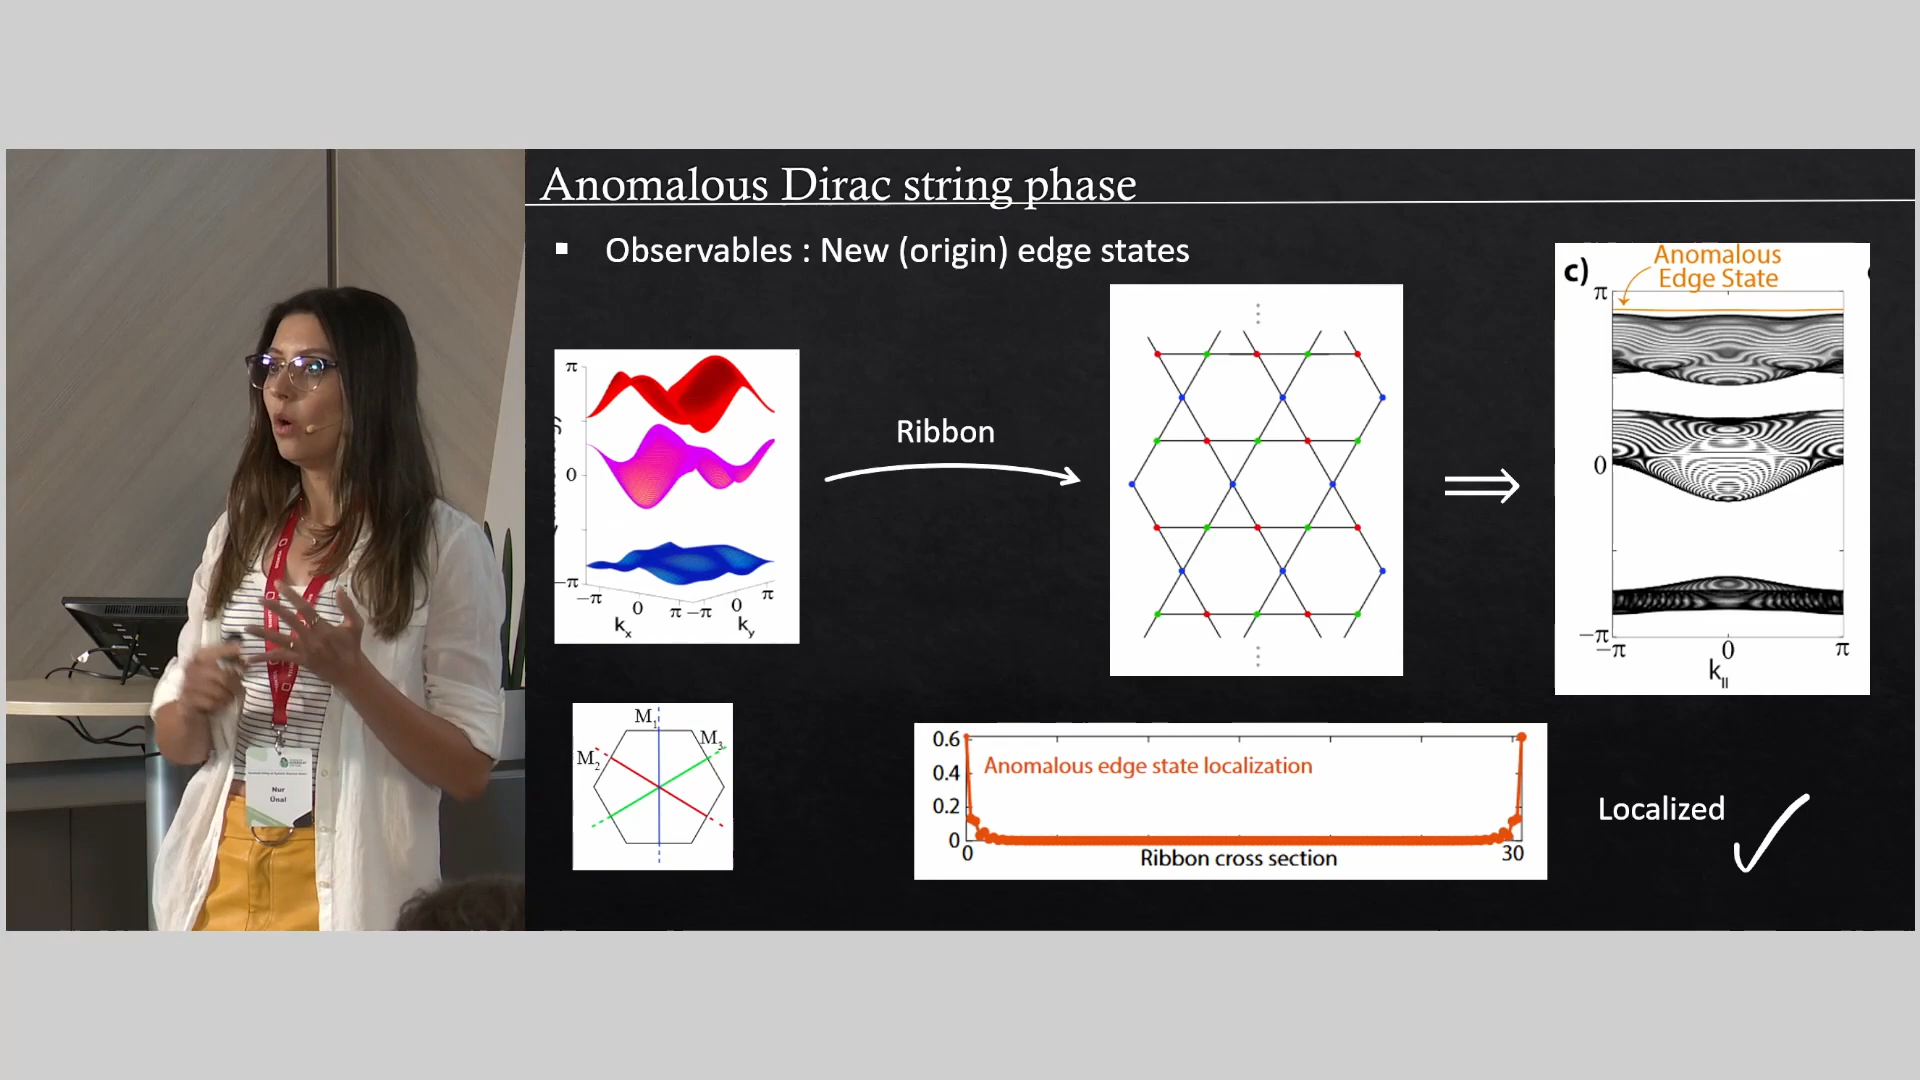 Anomalous Dirac string phase
Observables : New (origin) edge states
π
0
−π
−π 0 π −π 0 π
kx ky
Ribbon
c) Anomalous
Edge State
π
0
−π
−π 0 π
k||
M1
M2
M3
0.6
0.4
0.2
0
Anomalous edge state localization
0 30
Ribbon cross section
Localized
Nur
Ünal